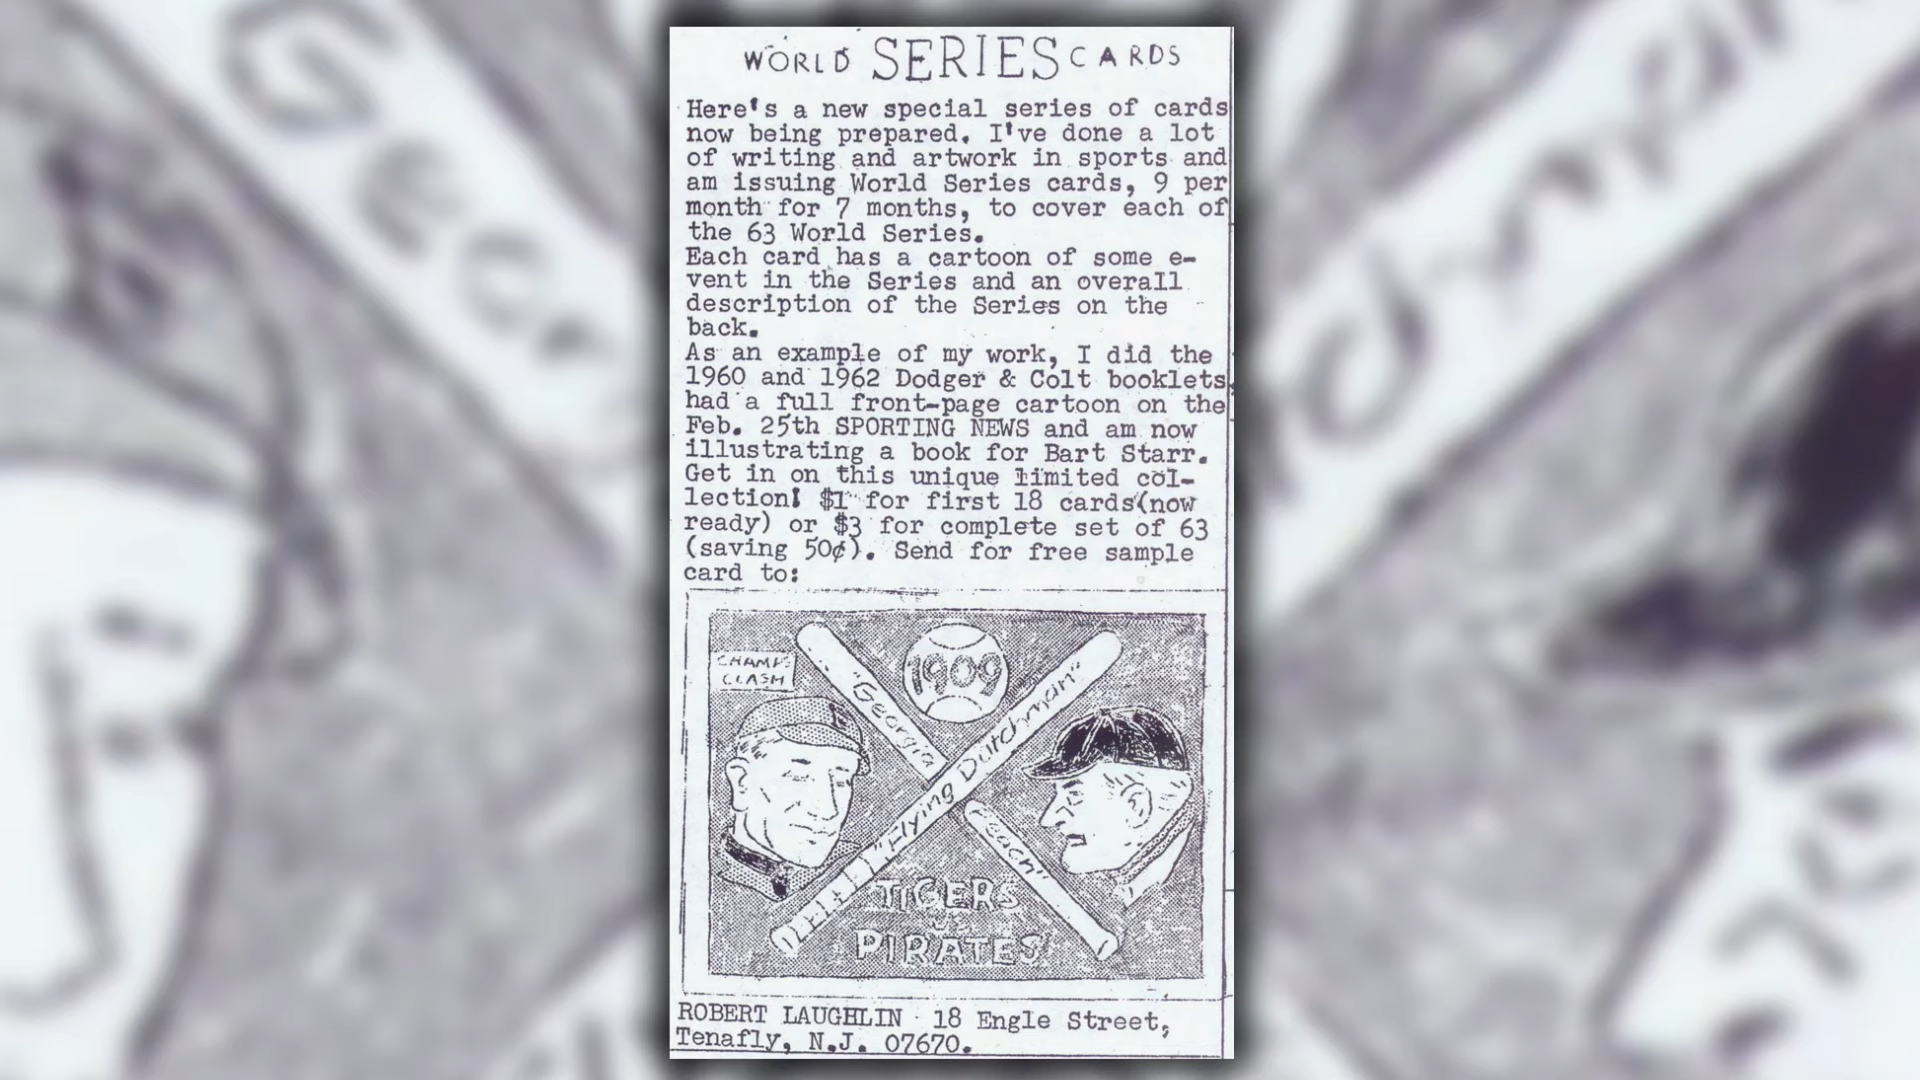 WORLD SERIES CARDS
Here's a new special series of cards
now being prepared. I've done a lot
of writing and artwork in sports and
am issuing World Series cards, 9 per
month for 7 months, to cover each of
the 63 World Series.
Each card has a cartoon of some e-
vent in the Series and an overall
description of the Series on the
back.
As an example of my work, I did the
1960 and 1962 Dodger & Colt booklets,
had a full front-page cartoon on the
Feb. 25th SPORTING NEWS and am now
illustrating a book for Bart Starr.
Get in on this unique limited col-
lection! $1 for first 18 cards(now
ready) or $3 for complete set of 63
(saving 50¢). Send for free sample
card to:
CHAMPS
CLASH
1909
"Georgia
Peach"
"Flying Dutchman"
TIGERS
VS
PIRATES
ROBERT LAUGHLIN - 18 Engle Street,
Tenafly, N.J. 07670.